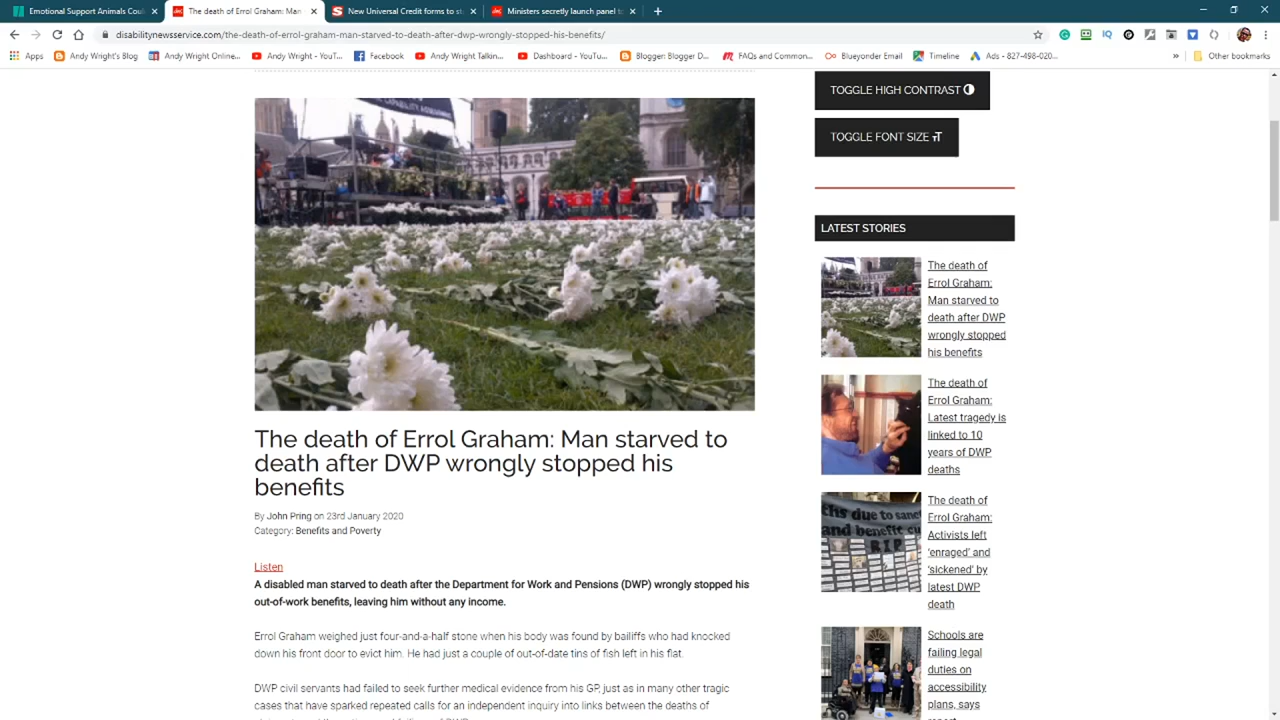 Emotional Support Animals Coul
The death of Errol Graham: Man
New Universal Credit forms to st
Ministers secretly launch panel to
disabilitynewsservice.com/the-death-of-errol-graham-man-starved-to-death-after-dwp-wrongly-stopped-his-benefits/
Apps
Andy Wright's Blog
Andy Wright Online...
Andy Wright - YouT...
Facebook
Andy Wright Talkin...
Dashboard - YouTu...
Blogger: Blogger D...
FAQs and Common...
Blueyonder Email
Timeline
Ads - 827-498-020...
Other bookmarks
TOGGLE HIGH CONTRAST
TOGGLE FONT SIZE
The death of Errol Graham: Man starved to
death after DWP wrongly stopped his
benefits
By John Pring on 23rd January 2020
Category: Benefits and Poverty
Listen
A disabled man starved to death after the Department for Work and Pensions (DWP) wrongly stopped his
out-of-work benefits, leaving him without any income.
Errol Graham weighed just four-and-a-half stone when his body was found by bailiffs who had knocked
down his front door to evict him. He had just a couple of out-of-date tins of fish left in his flat.
DWP civil servants had failed to seek further medical evidence from his GP, just as in many other tragic
cases that have sparked repeated calls for an independent inquiry into links between the deaths of
LATEST STORIES
The death of
Errol Graham:
Man starved to
death after DWP
wrongly stopped
his benefits
The death of
Errol Graham:
Latest tragedy is
linked to 10
years of DWP
deaths
ths due to sanct
and benefit cu
R.I.P
The death of
Errol Graham:
Activists left
'enraged' and
'sickened' by
latest DWP
death
Schools are
failing legal
duties on
accessibility
plans, says